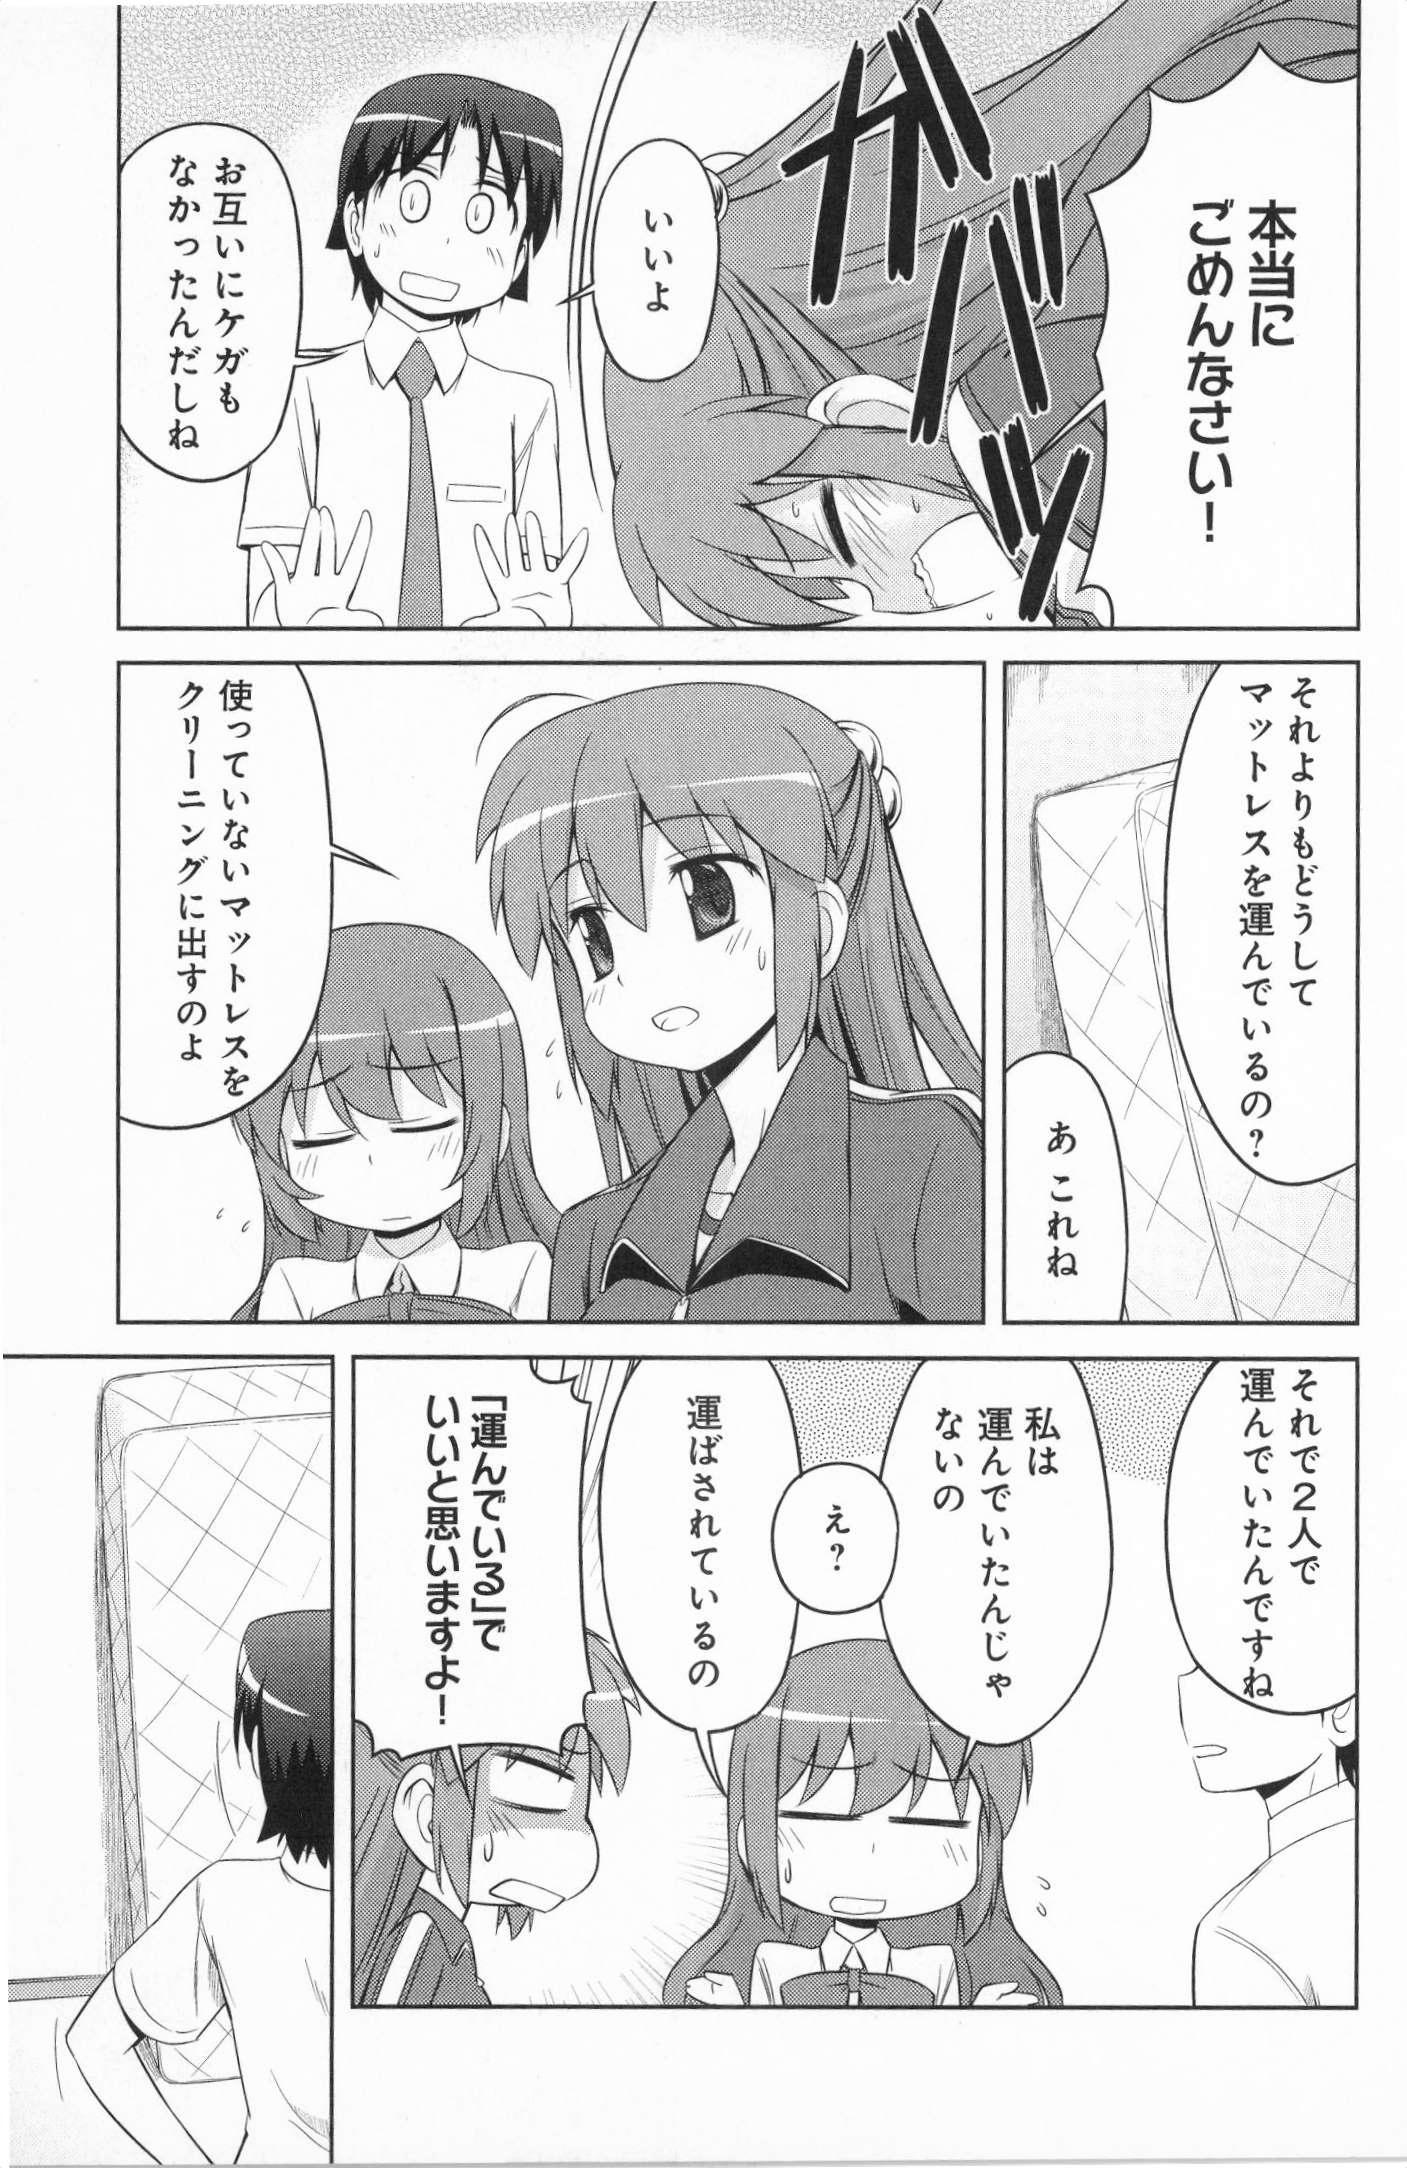 本当に
ごめんなさい！
ガバッ
いいよ
お互いにケガも
なかったんだしね
それよりもどうして
マットレスを運んでいるの？
あ これね
使っていないマットレスを
クリーニングに出すのよ
それで2人で
運んでいたんですね
私は
運んでいたんじゃ
ないの
え？
運ばされているの
「運んでいる」で
いいと思いますよ！